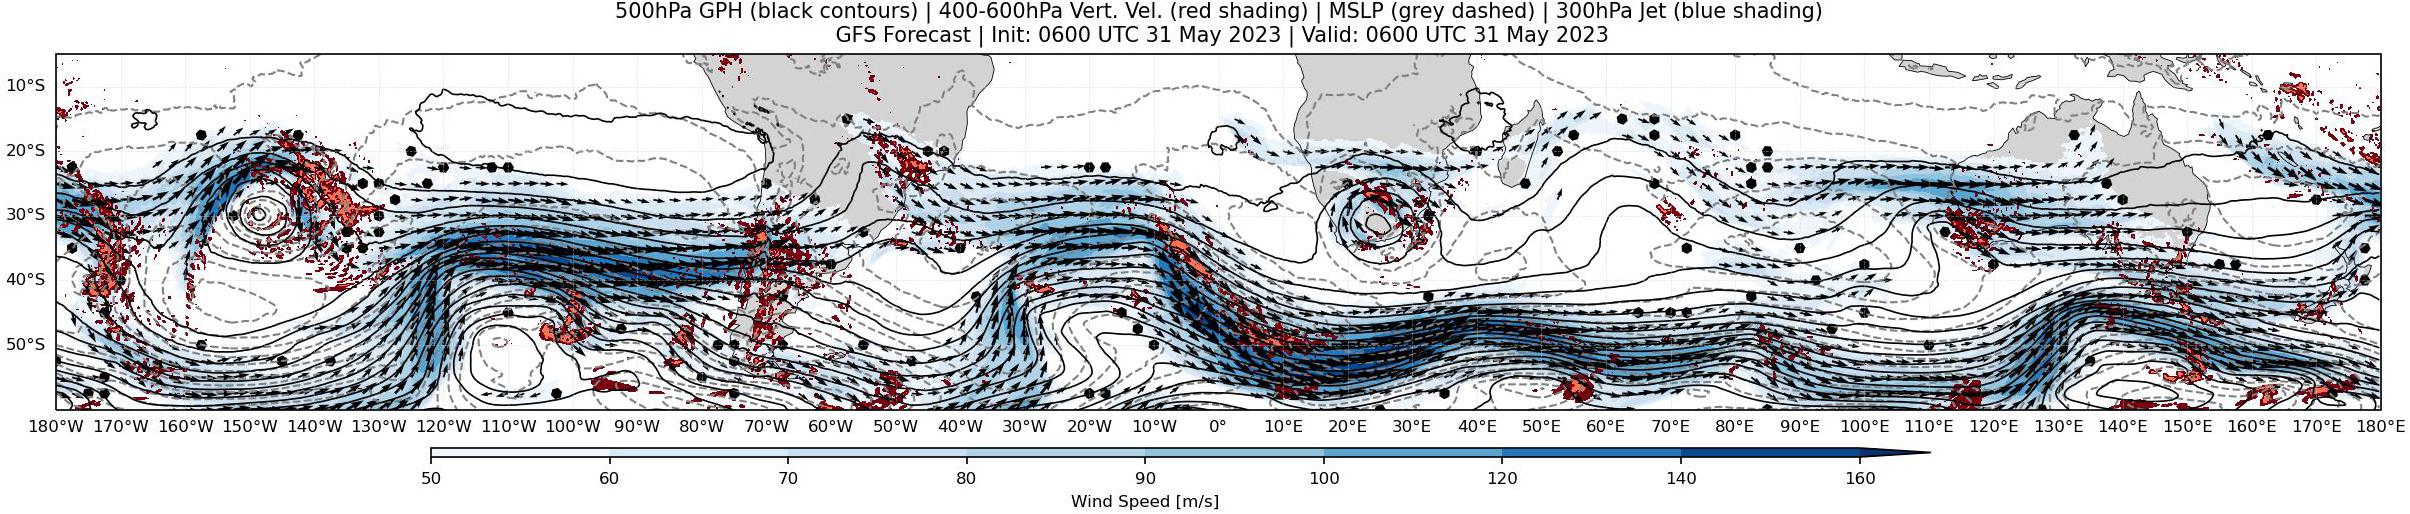 500hPa GPH (black contours) | 400-600hPa Vert. Vel. (red shading) | MSLP (grey dashed) | 300hPa Jet (blue shading)
GFS Forecast | Init: 0600 UTC 31 May 2023 | Valid: 0600 UTC 31 May 2023
10°S
20°S
30°S
40°S
50°S
180°W 170°W 160°W 150°W 140°W 130°W 120°W 110°W 100°W 90°W 80°W 70°W 60°W 50°W 40°W 30°W 20°W 10°W 0° 10°E 20°E 30°E 40°E 50°E 60°E 70°E 80°E 90°E 100°E 110°E 120°E 130°E 140°E 150°E 160°E 170°E 180°E
50 60 70 80 90 100 120 140 160
Wind Speed [m/s]